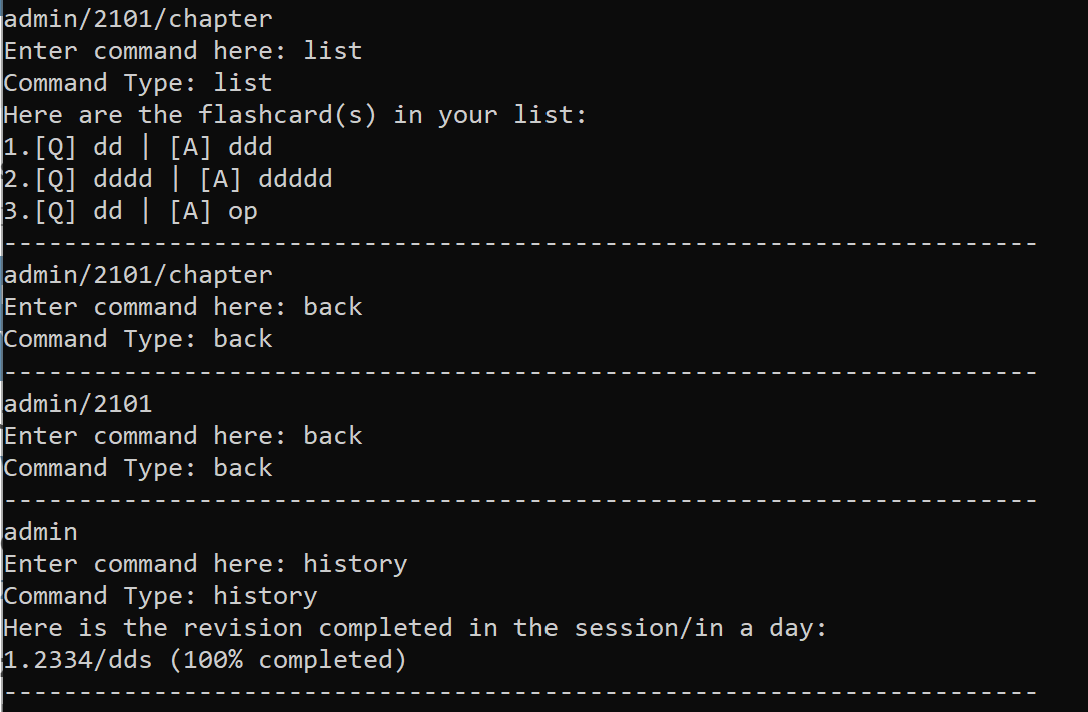 admin/2101/chapter
Enter command here: list
Command Type: list
Here are the flashcard(s) in your list:
1.[Q] dd | [A] ddd
2.[Q] dddd | [A] ddddd
3.[Q] dd | [A] op
---------------------------------------------------------------------
admin/2101/chapter
Enter command here: back
Command Type: back
---------------------------------------------------------------------
admin/2101
Enter command here: back
Command Type: back
---------------------------------------------------------------------
admin
Enter command here: history
Command Type: history
Here is the revision completed in the session/in a day:
1.2334/dds (100% completed)
---------------------------------------------------------------------